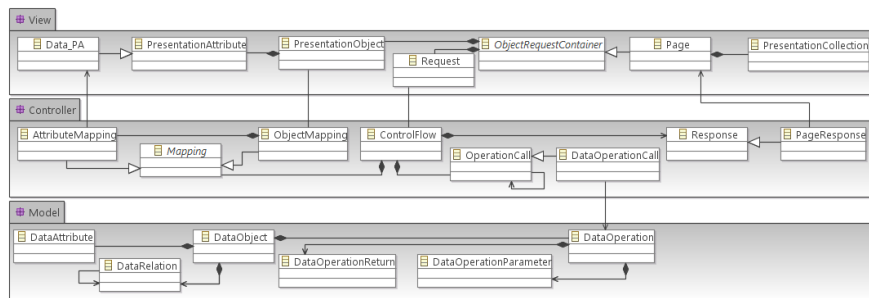 View
Data_PA
PresentationAttribute
PresentationObject
ObjectRequestContainer
Page
PresentationCollection
Request
Controller
AttributeMapping
ObjectMapping
ControlFlow
Response
PageResponse
Mapping
OperationCall
DataOperationCall
Model
DataAttribute
DataObject
DataOperation
DataRelation
DataOperationReturn
DataOperationParameter